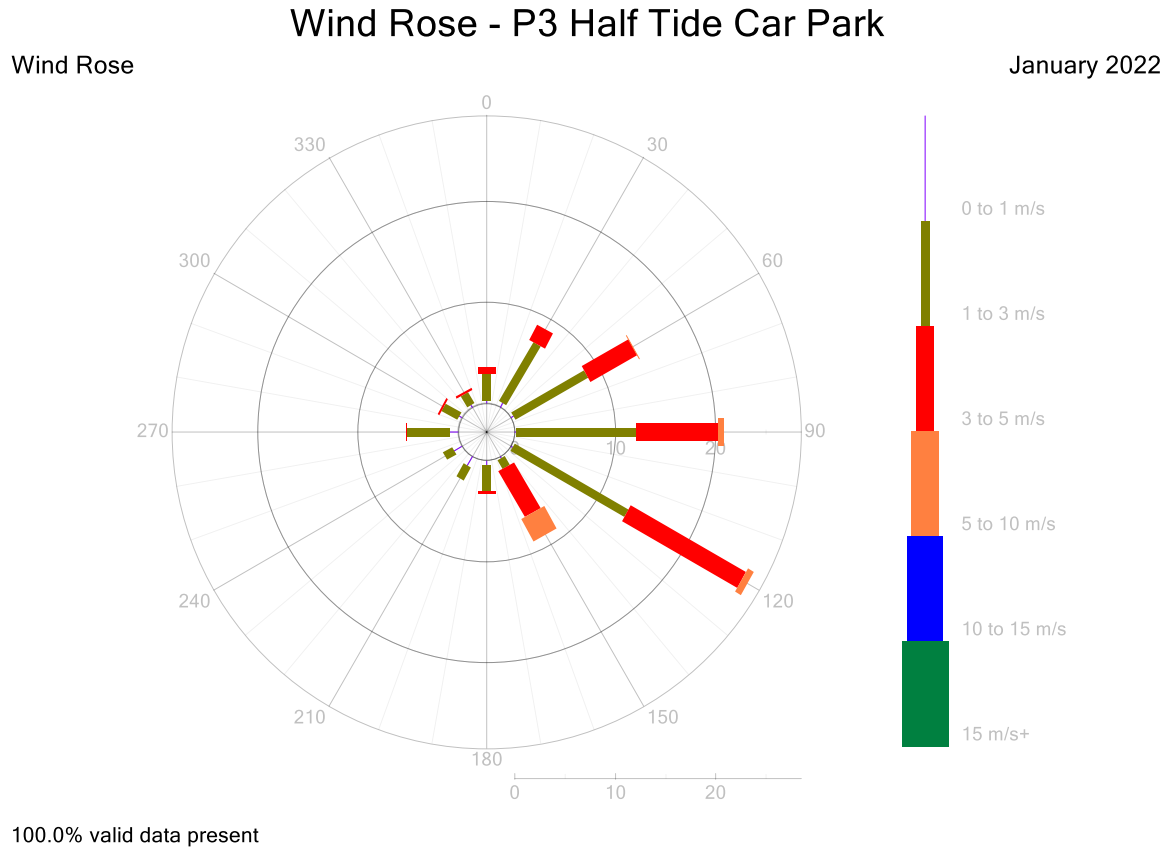 Wind Rose - P3 Half Tide Car Park
Wind Rose
January 2022
0
330
30
300
60
270
90
10
20
240
120
210
150
180
0 to 1 m/s
1 to 3 m/s
3 to 5 m/s
5 to 10 m/s
10 to 15 m/s
15 m/s+
0
10
20
100.0% valid data present